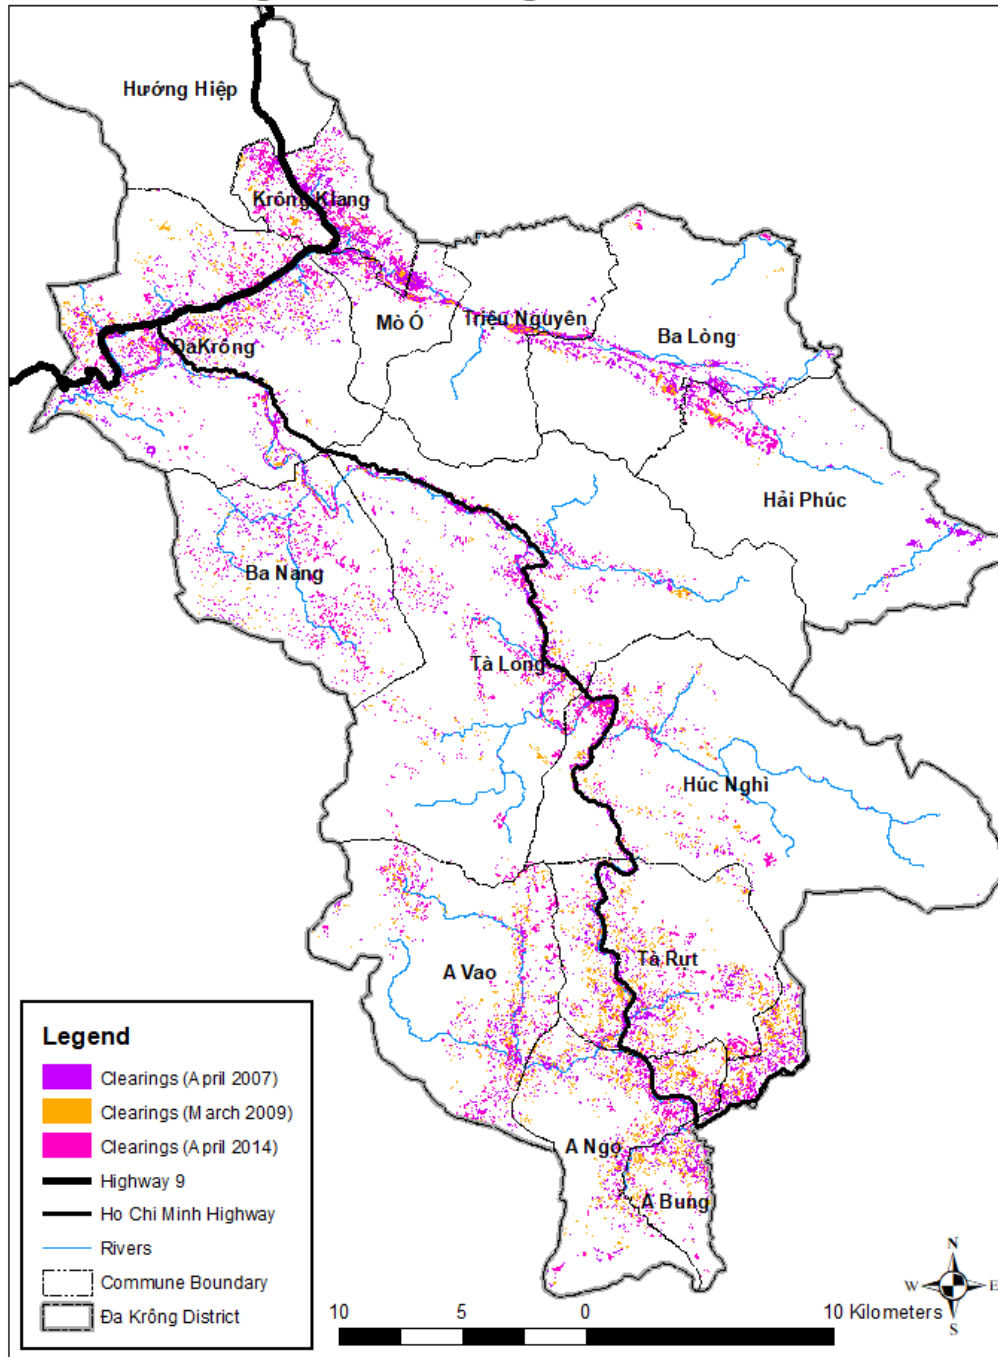 Hướng Hiệp
Krông Klang
Mò Ó
Triệu Nguyên
Ba Lòng
ĐaKrông
Hải Phúc
Ba Nang
Tà Long
Húc Nghì
A Vao
Tà Rụt
A Ngo
A Bung
Legend
Clearings (April 2007)
Clearings (March 2009)
Clearings (April 2014)
Highway 9
Ho Chi Minh Highway
Rivers
Commune Boundary
Đa Krông District
10 5 0 10 Kilometers
N
W E
S